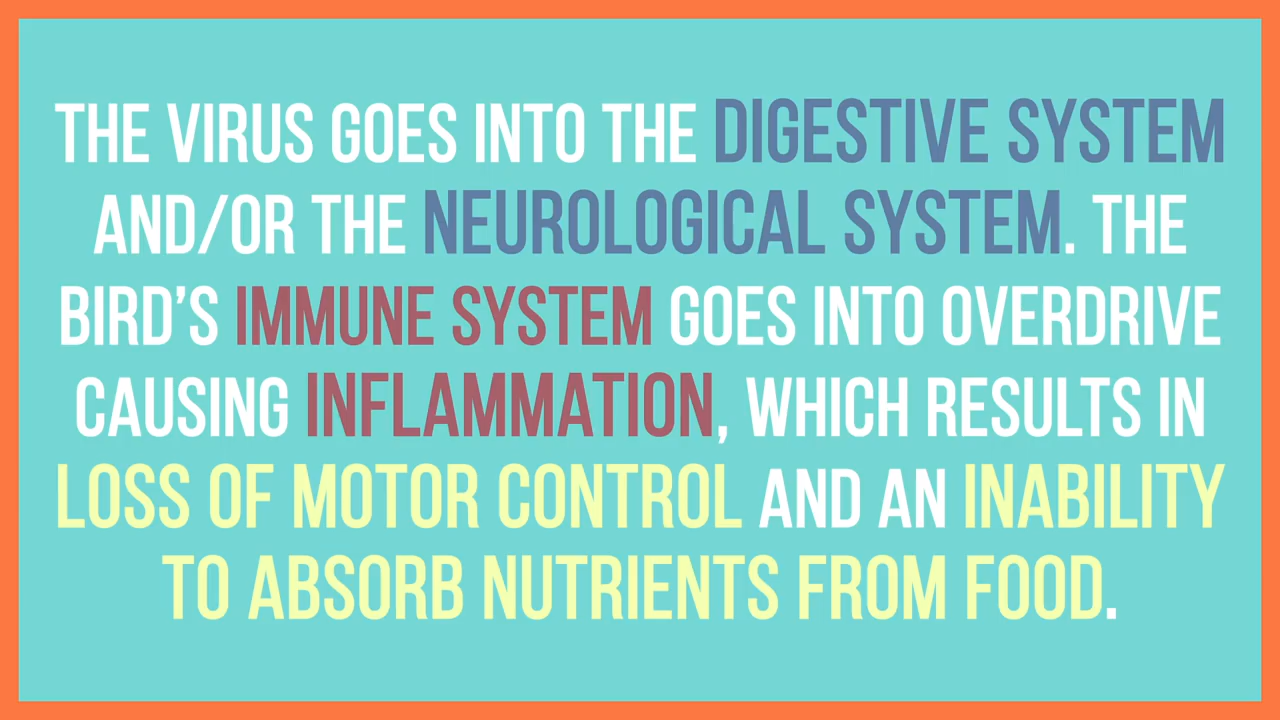 THE VIRUS GOES INTO THE DIGESTIVE SYSTEM
AND/OR THE NEUROLOGICAL SYSTEM. THE
BIRD’S IMMUNE SYSTEM GOES INTO OVERDRIVE
CAUSING INFLAMMATION, WHICH RESULTS IN
LOSS OF MOTOR CONTROL AND AN INABILITY
TO ABSORB NUTRIENTS FROM FOOD.